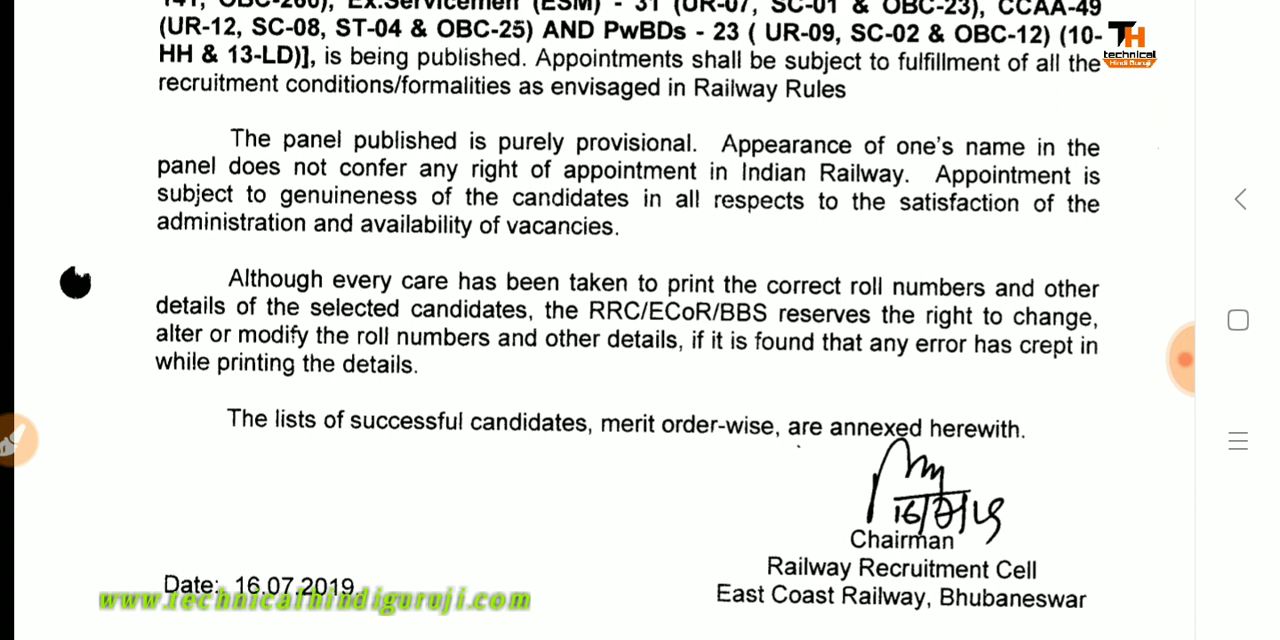 141, OBC-260), Ex.Servicemen (ESM) - 31 (UR-07, SC-01 & OBC-23), CCAA-49
(UR-12, SC-08, ST-04 & OBC-25) AND PwBDs - 23 ( UR-09, SC-02 & OBC-12) (10-
HH & 13-LD)], is being published. Appointments shall be subject to fulfillment of all the
recruitment conditions/formalities as envisaged in Railway Rules
TH
technical
Hindi Guruji
The panel published is purely provisional. Appearance of one's name in the
panel does not confer any right of appointment in Indian Railway. Appointment is
subject to genuineness of the candidates in all respects to the satisfaction of the
administration and availability of vacancies.
Although every care has been taken to print the correct roll numbers and other
details of the selected candidates, the RRC/ECoR/BBS reserves the right to change,
alter or modify the roll numbers and other details, if it is found that any error has crept in
while printing the details.
The lists of successful candidates, merit order-wise, are annexed herewith.
Chairman
Railway Recruitment Cell
East Coast Railway, Bhubaneswar
Date: 16.07.2019
www.technicalhindiguruji.com